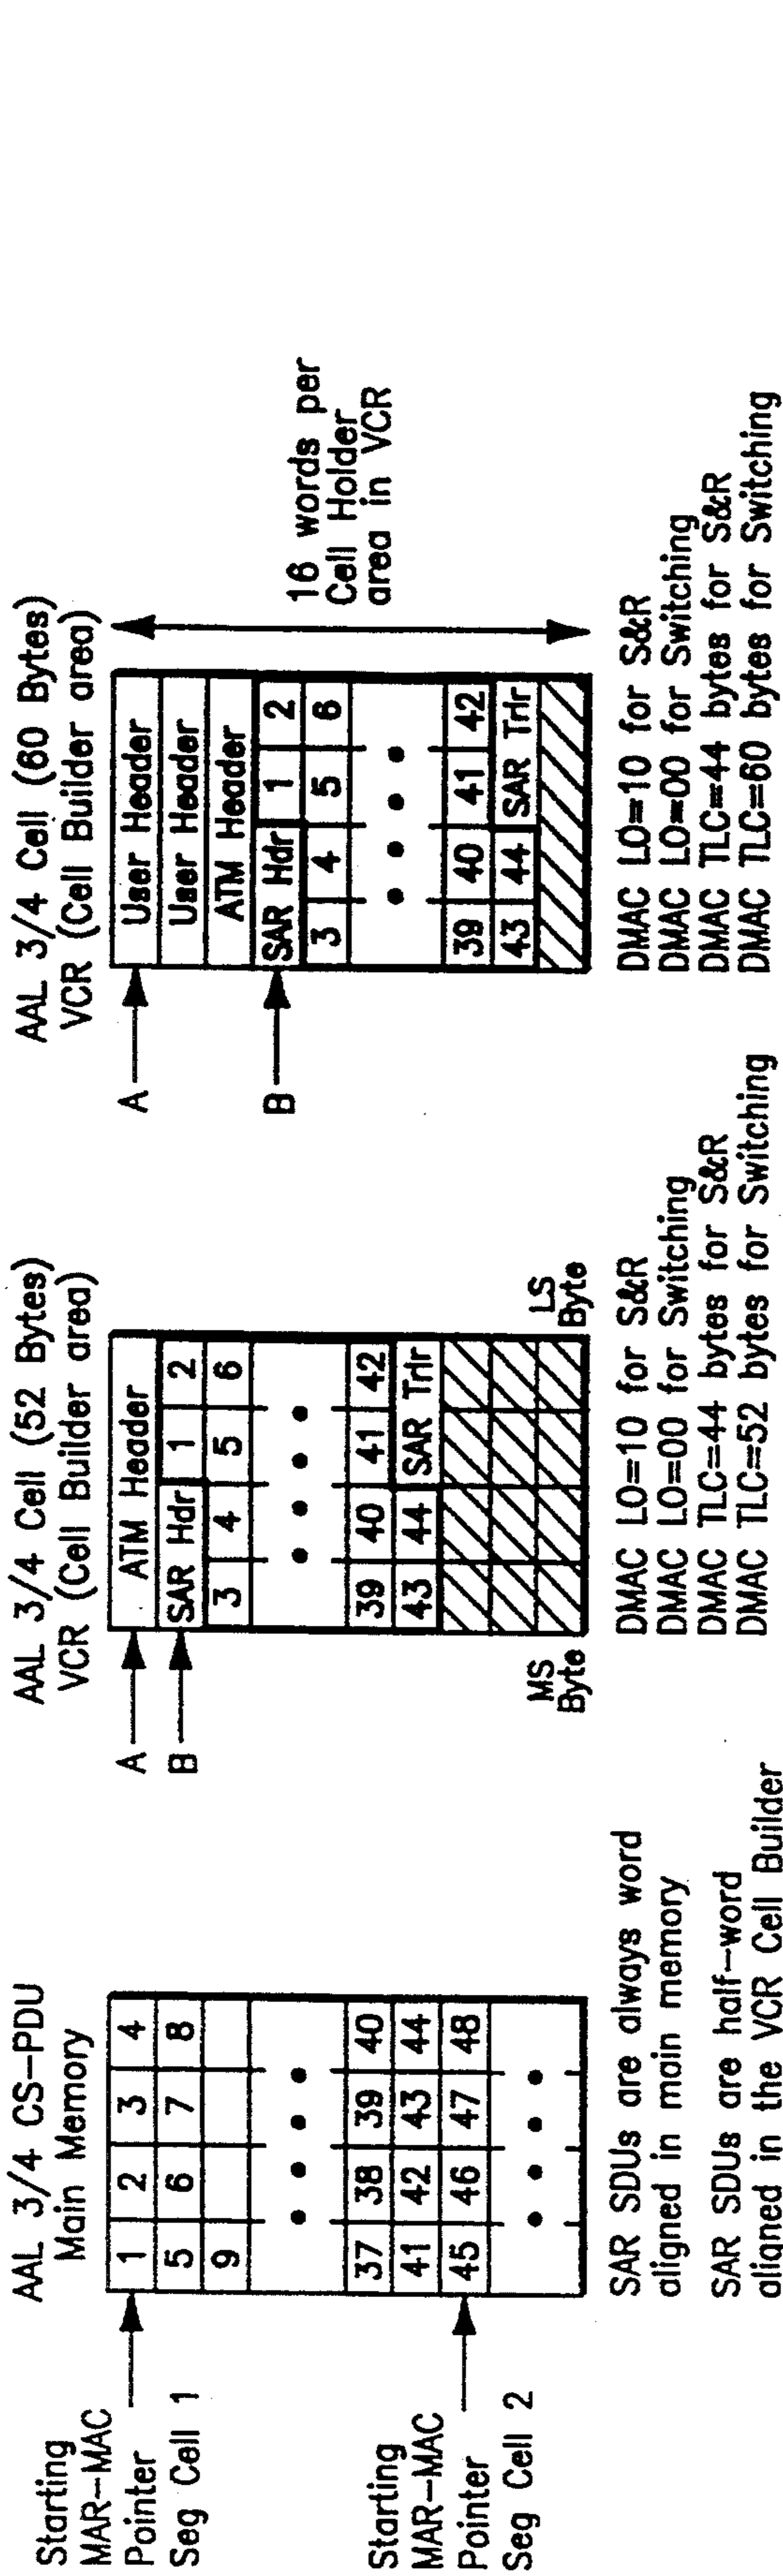 AAL 3/4 CS-PDU
Main Memory
Starting
MAR-MAC
Pointer
Seg Cell 1
1 2 3 4
5 6 7 8
9
37 38 39 40
41 42 43 44
45 46 47 48
Starting
MAR-MAC
Pointer
Seg Cell 2
SAR SDUs are always word
aligned in main memory
SAR SDUs are half-word
aligned in the VCR Cell Builder
AAL 3/4 Cell (52 Bytes)
VCR (Cell Builder area)
A
B
ATM Header
SAR Hdr 1 2
3 4 5 6
39 40 41 42
43 44 SAR Trlr
MS
Byte
LS
Byte
DMAC LO=10 for S&R
DMAC LO=00 for Switching
DMAC TLC=44 bytes for S&R
DMAC TLC=52 bytes for Switching
AAL 3/4 Cell (60 Bytes)
VCR (Cell Builder area)
A
B
User Header
User Header
ATM Header
SAR Hdr 1 2
3 4 5 6
39 40 41 42
43 44 SAR Trlr
16 words per
Cell Holder
area in VCR
DMAC LO=10 for S&R
DMAC LO=00 for Switching
DMAC TLC=44 bytes for S&R
DMAC TLC=60 bytes for Switching